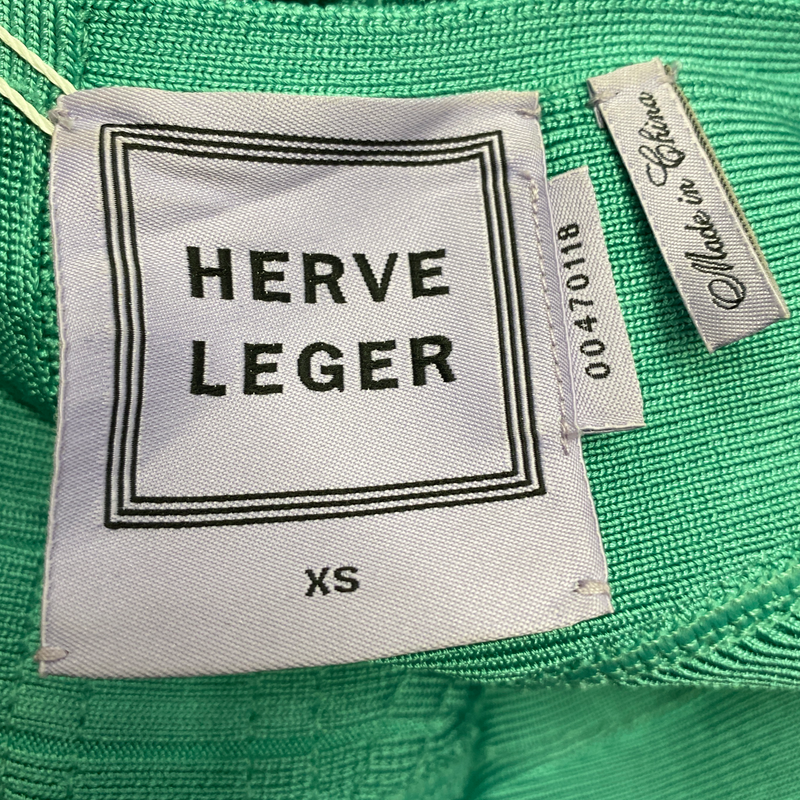 HERVE
LEGER
XS
00470118
Made in China